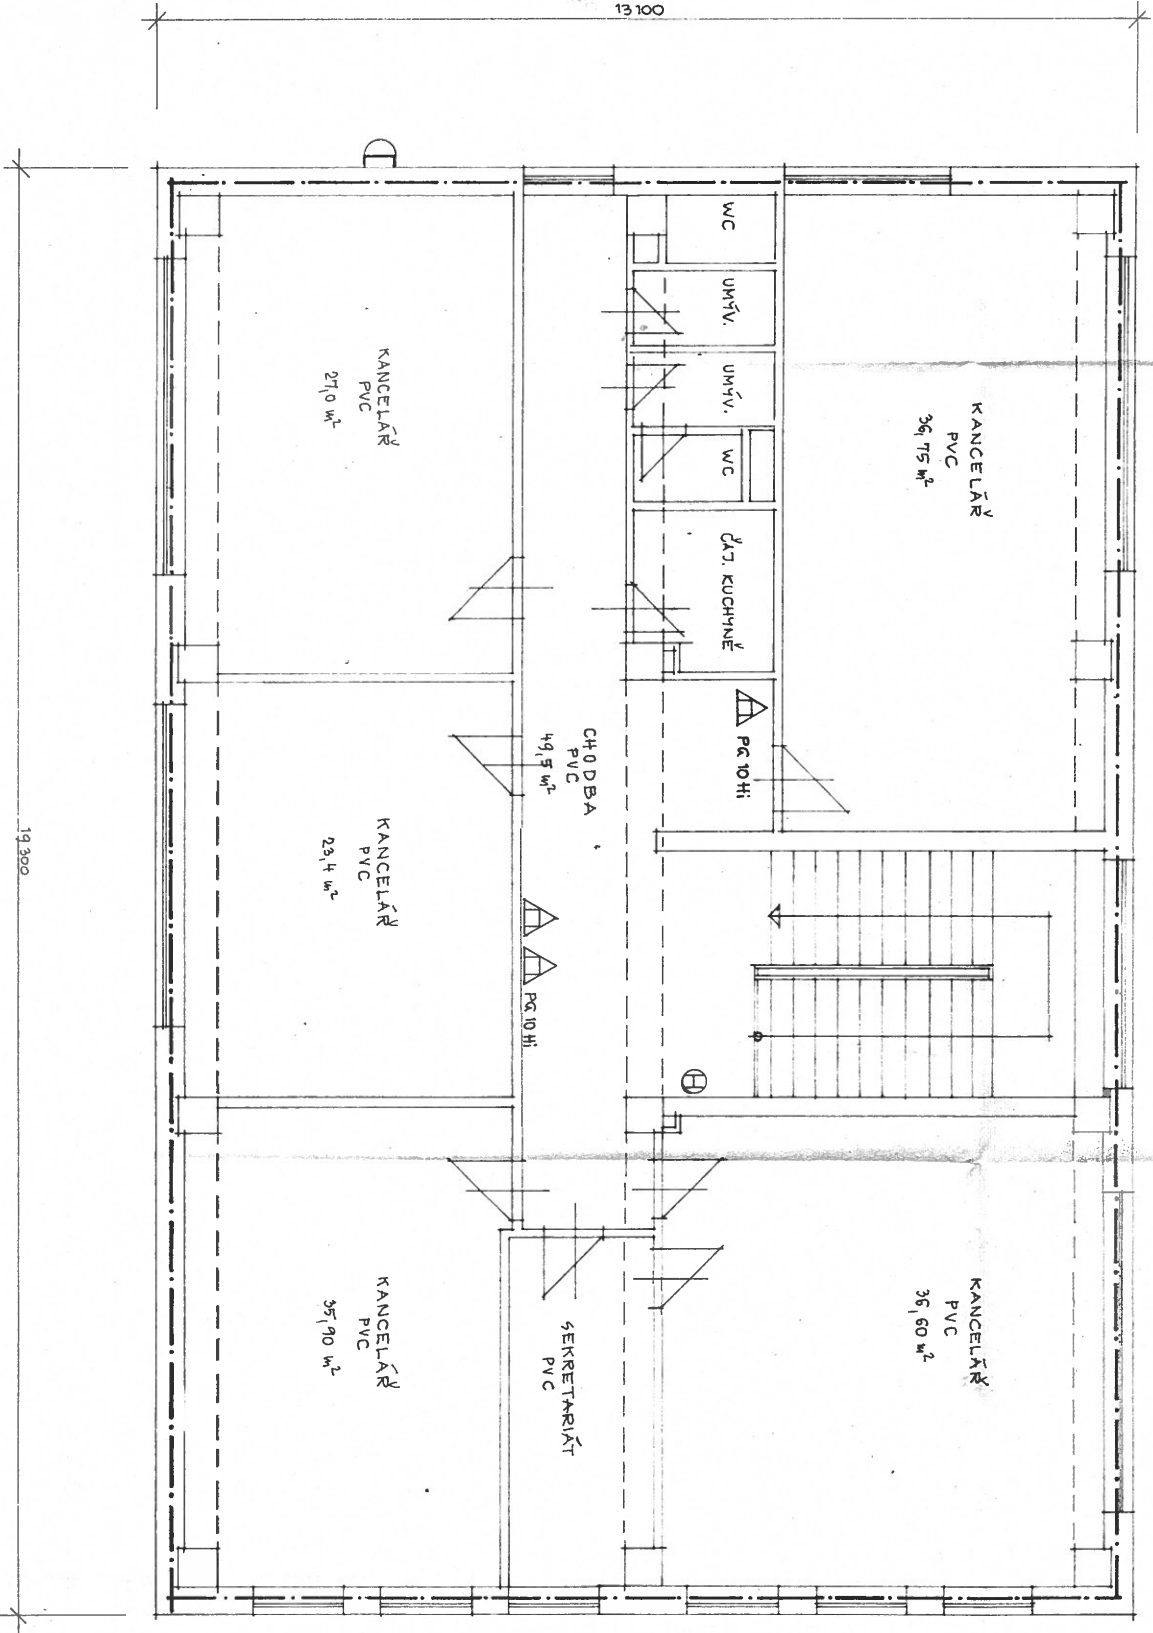 13100
19300
WC
UMÝV.
UMÝV.
WC
ČAJ. KUCHYNĚ
KANCELÁŘ
PVC
27,0 m²
KANCELÁŘ
PVC
36,75 m²
CHODBA
PVC
49,5 m²
PG 10 Hi
KANCELÁŘ
PVC
23,4 m²
PG 10 Hi
H
KANCELÁŘ
PVC
35,90 m²
SEKRETARIÁT
PVC
KANCELÁŘ
PVC
36,60 m²